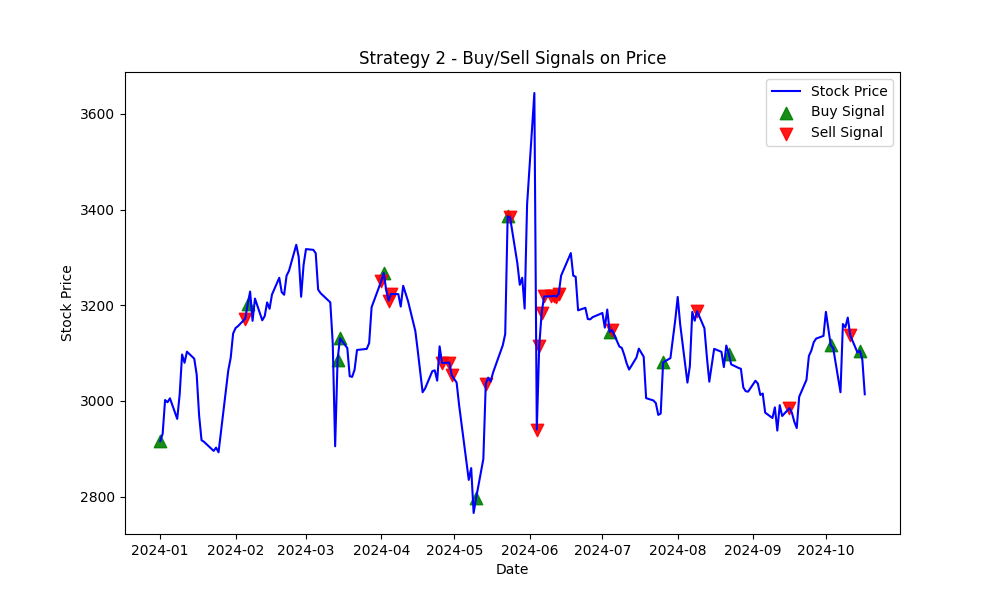 Strategy 2 - Buy/Sell Signals on Price
Stock Price
Buy Signal
Sell Signal
3600
3400
3200
3000
2800
Stock Price
2024-01 2024-02 2024-03 2024-04 2024-05 2024-06 2024-07 2024-08 2024-09 2024-10
Date